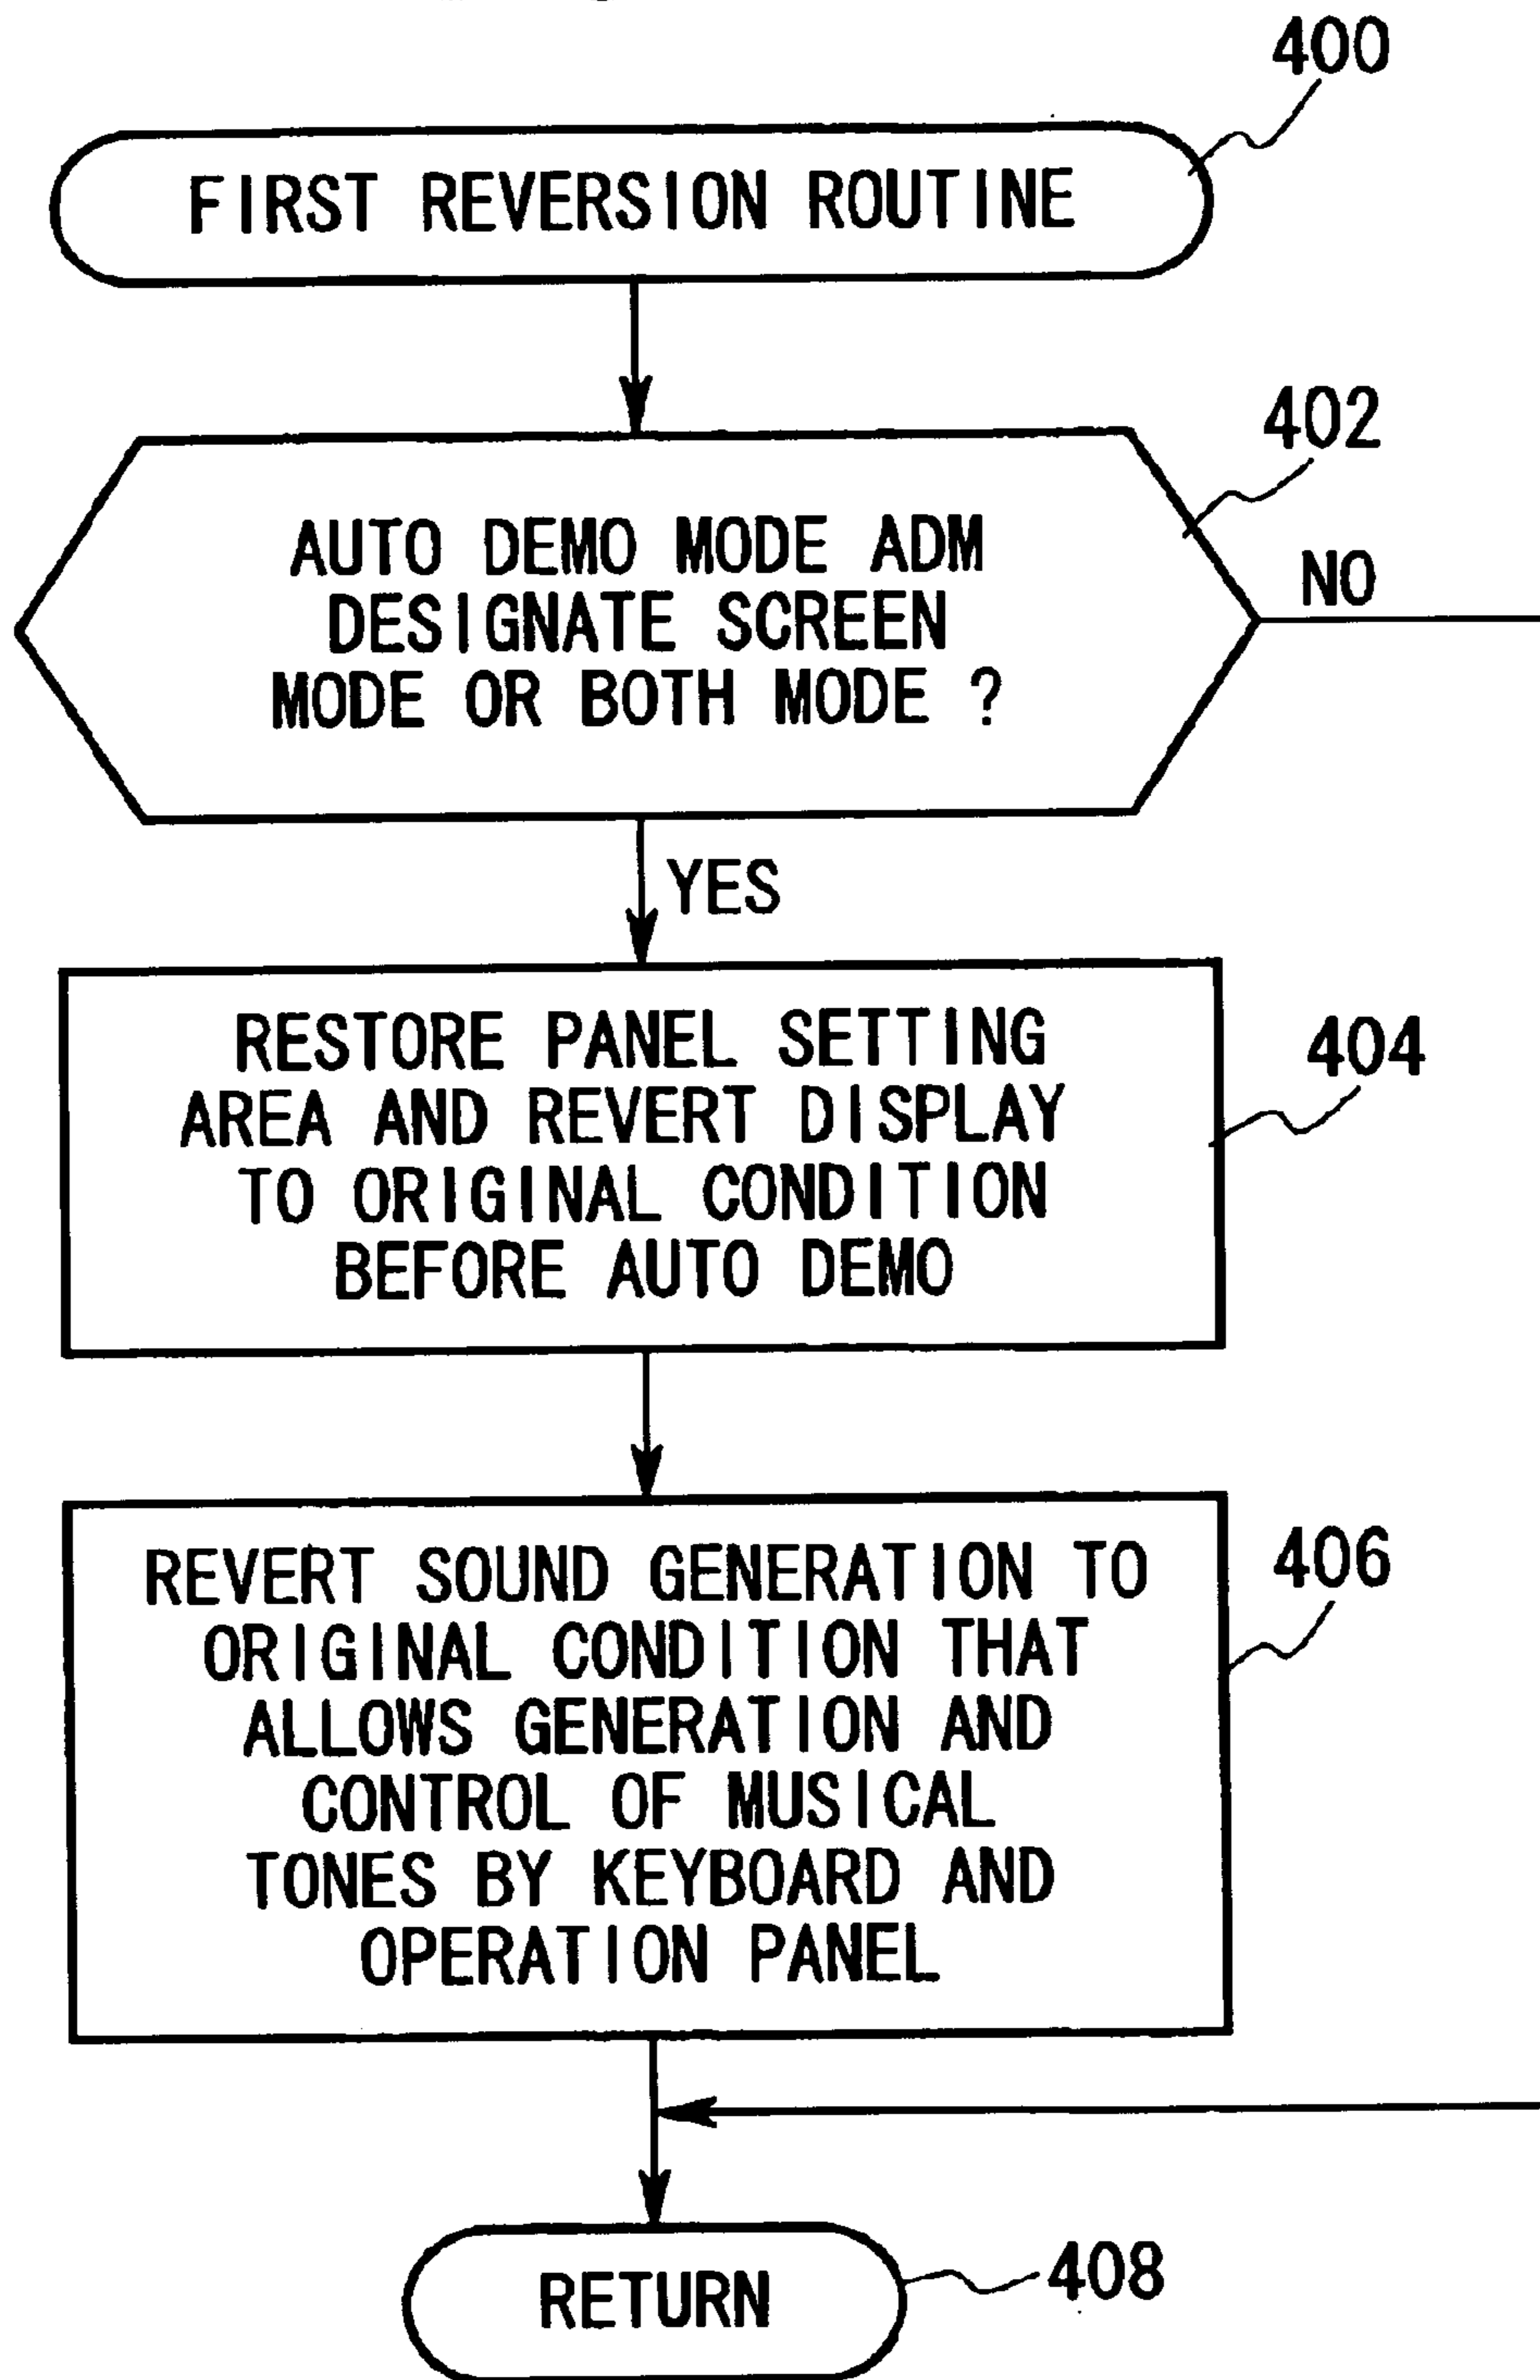 400
FIRST REVERSION ROUTINE
402
AUTO DEMO MODE ADM
DESIGNATE SCREEN
MODE OR BOTH MODE ?
NO
YES
RESTORE PANEL SETTING
AREA AND REVERT DISPLAY
TO ORIGINAL CONDITION
BEFORE AUTO DEMO
404
REVERT SOUND GENERATION TO
ORIGINAL CONDITION THAT
ALLOWS GENERATION AND
CONTROL OF MUSICAL
TONES BY KEYBOARD AND
OPERATION PANEL
406
RETURN
408